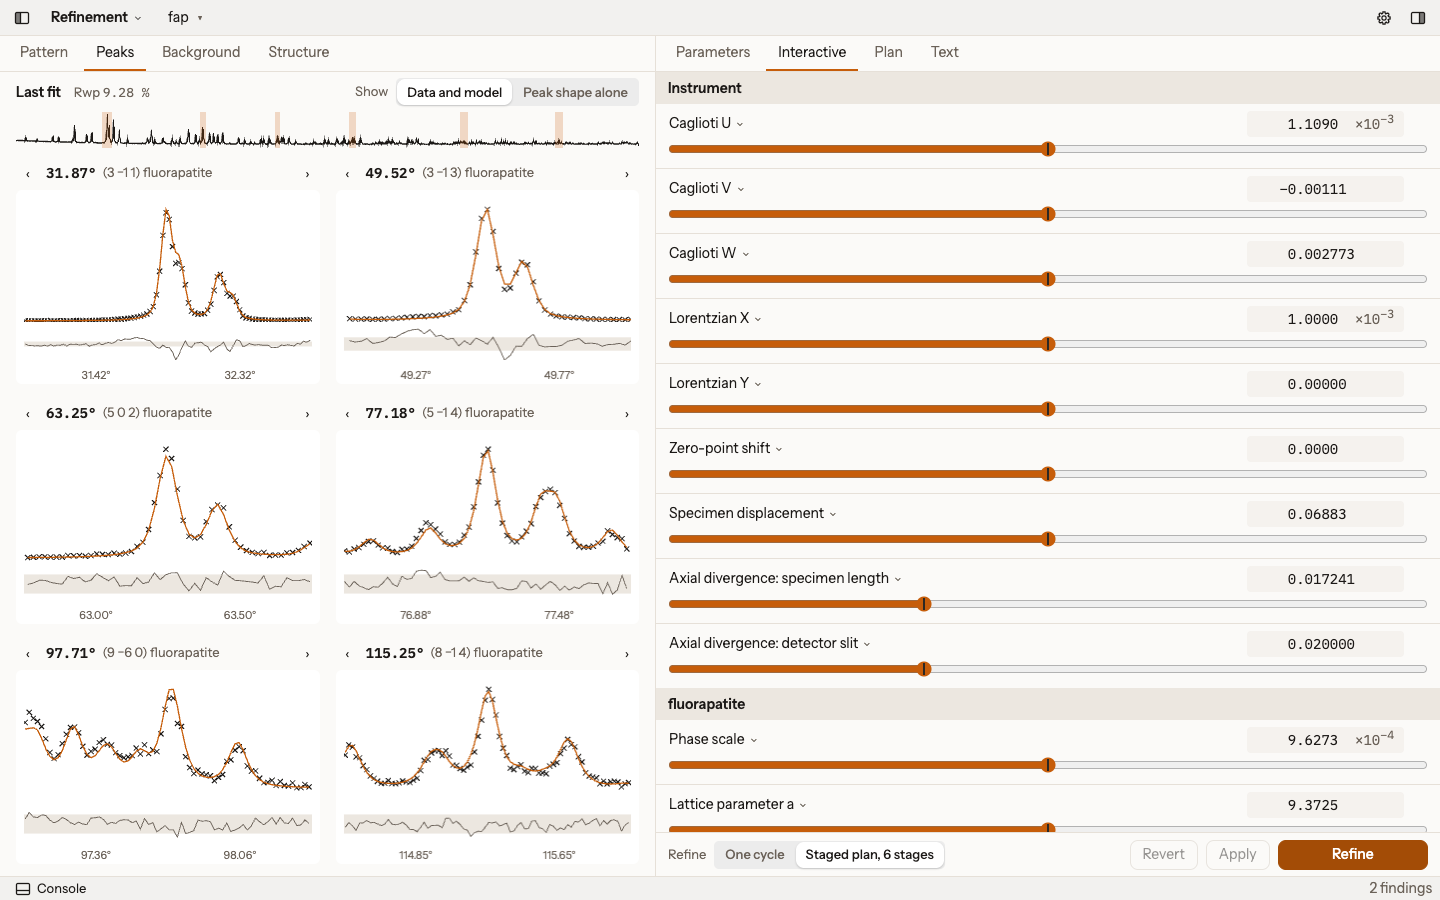 Refinement fap
Pattern Peaks Background Structure
Parameters Interactive Plan Text
Last fit Rwp 9.28 % Show Data and model Peak shape alone
31.87° (3 −1 1) fluorapatite
49.52° (3 −1 3) fluorapatite
31.42° 32.32°
49.27° 49.77°
63.25° (5 0 2) fluorapatite
77.18° (5 −1 4) fluorapatite
63.00° 63.50°
76.88° 77.48°
97.71° (9 −6 0) fluorapatite
115.25° (8 −1 4) fluorapatite
97.36° 98.06°
114.85° 115.65°
Instrument
Caglioti U 1.1090 ×10⁻³
Caglioti V −0.00111
Caglioti W 0.002773
Lorentzian X 1.0000 ×10⁻³
Lorentzian Y 0.00000
Zero-point shift 0.0000
Specimen displacement 0.06883
Axial divergence: specimen length 0.017241
Axial divergence: detector slit 0.020000
fluorapatite
Phase scale 9.6273 ×10⁻⁴
Lattice parameter a 9.3725
Refine One cycle Staged plan, 6 stages Revert Apply Refine
Console 2 findings